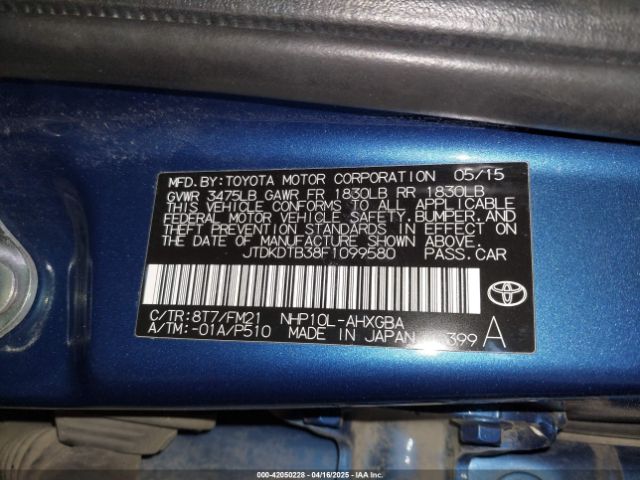 MFD. BY: TOYOTA MOTOR CORPORATION 05/15
GVWR 3475LB GAWR FR 1830LB RR 1830LB
THIS VEHICLE CONFORMS TO ALL APPLICABLE
FEDERAL MOTOR VEHICLE SAFETY, BUMPER, AND
THEFT PREVENTION STANDARDS IN EFFECT ON
THE DATE OF MANUFACTURE SHOWN ABOVE.
JTDKDTB38F1099580 PASS. CAR
C/TR: 8T7/FM21 NHP10L-AHXGBA
A/TM: -01A/P510 MADE IN JAPAN 399 A
000-42050228 - 04/16/2025 - IAAI.COM